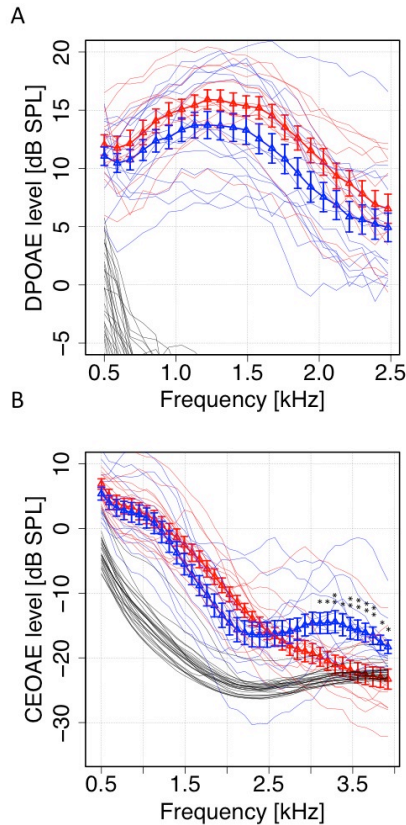 A
DPOAE level [dB SPL]
20
15
10
5
0
−5
0.5 1.0 1.5 2.0 2.5
Frequency [kHz]
B
CEOAE level [dB SPL]
10
0
−10
−20
−30
0.5 1.5 2.5 3.5
Frequency [kHz]